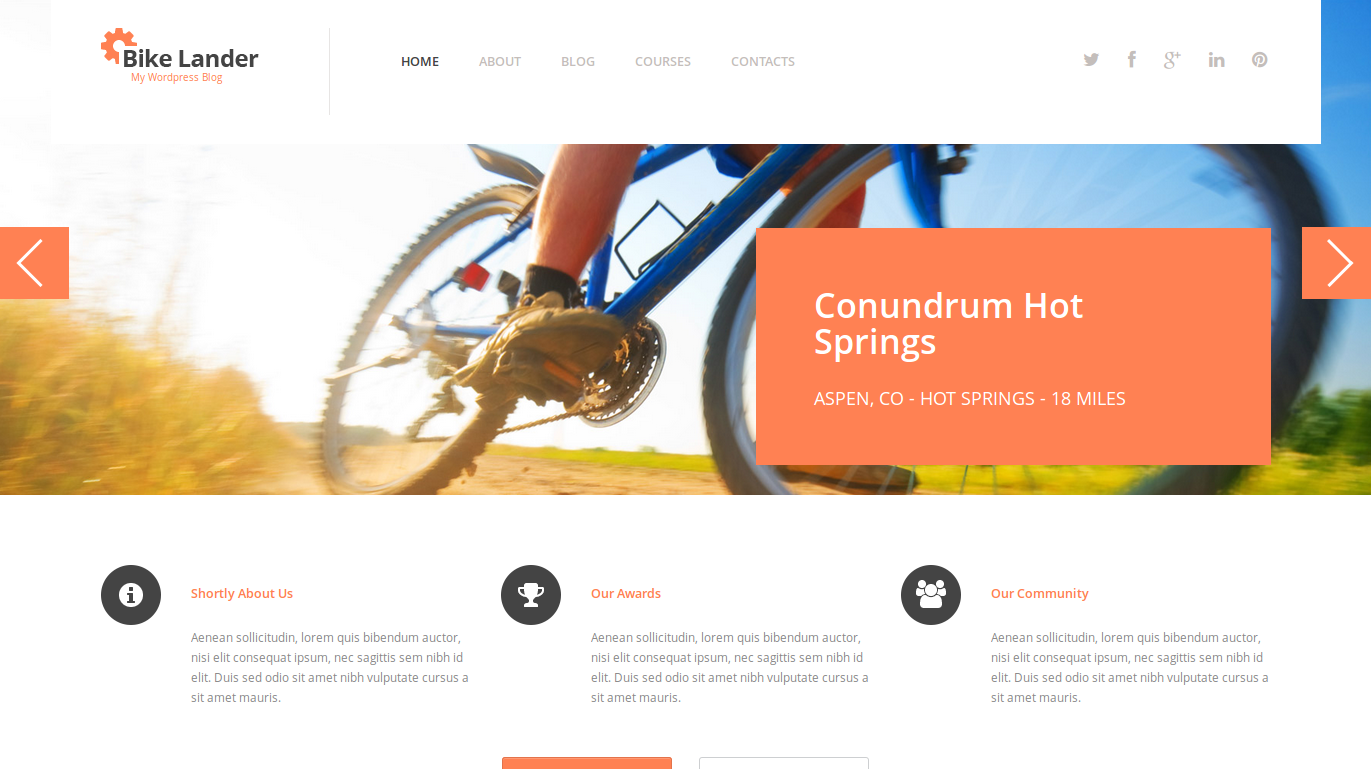 Bike Lander
My Wordpress Blog
HOME ABOUT BLOG COURSES CONTACTS
Conundrum Hot
Springs
ASPEN, CO - HOT SPRINGS - 18 MILES
Shortly About Us
Aenean sollicitudin, lorem quis bibendum auctor,
nisi elit consequat ipsum, nec sagittis sem nibh id
elit. Duis sed odio sit amet nibh vulputate cursus a
sit amet mauris.
Our Awards
Aenean sollicitudin, lorem quis bibendum auctor,
nisi elit consequat ipsum, nec sagittis sem nibh id
elit. Duis sed odio sit amet nibh vulputate cursus a
sit amet mauris.
Our Community
Aenean sollicitudin, lorem quis bibendum auctor,
nisi elit consequat ipsum, nec sagittis sem nibh id
elit. Duis sed odio sit amet nibh vulputate cursus a
sit amet mauris.